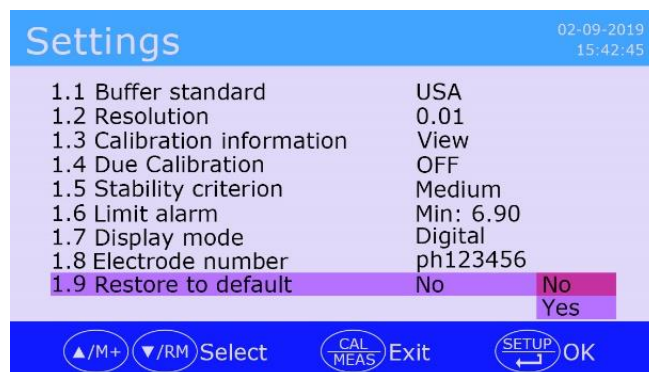 Settings
02-09-2019
15:42:45
1.1 Buffer standard USA
1.2 Resolution 0.01
1.3 Calibration information View
1.4 Due Calibration OFF
1.5 Stability criterion Medium
1.6 Limit alarm Min: 6.90
1.7 Display mode Digital
1.8 Electrode number ph123456
1.9 Restore to default No No
Yes
▲/M+ ▼/RM Select CAL MEAS Exit SETUP ↵ OK